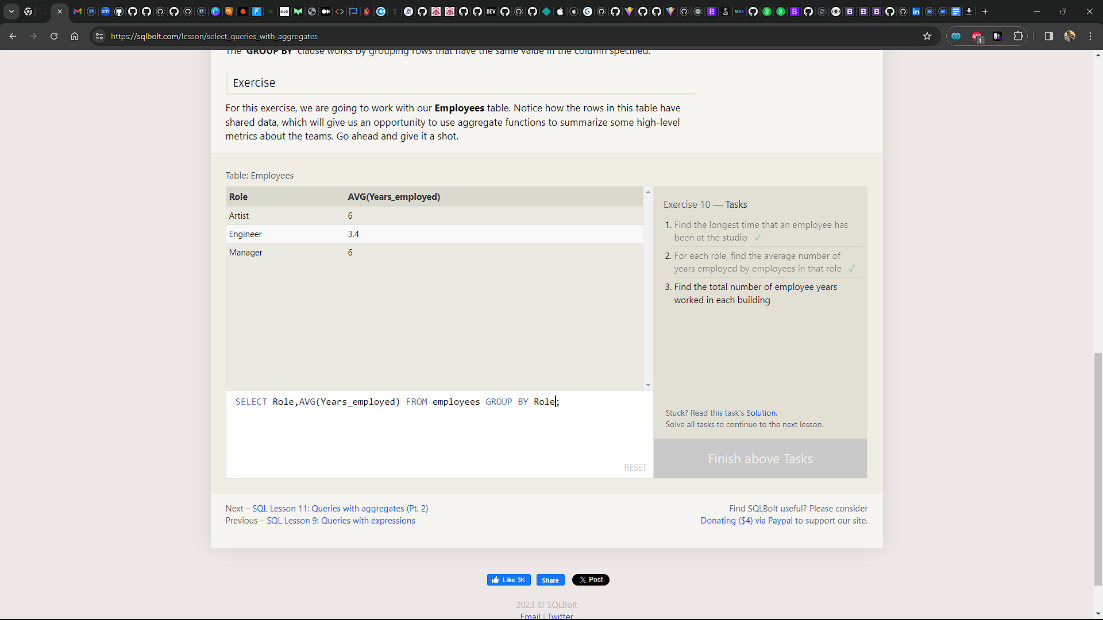 https://sqlbolt.com/lesson/select_queries_with_aggregates
The GROUP BY clause works by grouping rows that have the same value in the column specified.
Exercise
For this exercise, we are going to work with our Employees table. Notice how the rows in this table have
shared data, which will give us an opportunity to use aggregate functions to summarize some high-level
metrics about the teams. Go ahead and give it a shot.
Table: Employees
Role AVG(Years_employed)
Artist 6
Engineer 3.4
Manager 6
SELECT Role,AVG(Years_employed) FROM employees GROUP BY Role;
RESET
Exercise 10 — Tasks
1. Find the longest time that an employee has
been at the studio ✓
2. For each role, find the average number of
years employed by employees in that role ✓
3. Find the total number of employee years
worked in each building
Stuck? Read this task's Solution.
Solve all tasks to continue to the next lesson.
Finish above Tasks
Next – SQL Lesson 11: Queries with aggregates (Pt. 2)
Previous – SQL Lesson 9: Queries with expressions
Find SQLBolt useful? Please consider
Donating ($4) via Paypal to support our site.
Like 3K
Share
X Post
2023 © SQLBolt
Email | Twitter